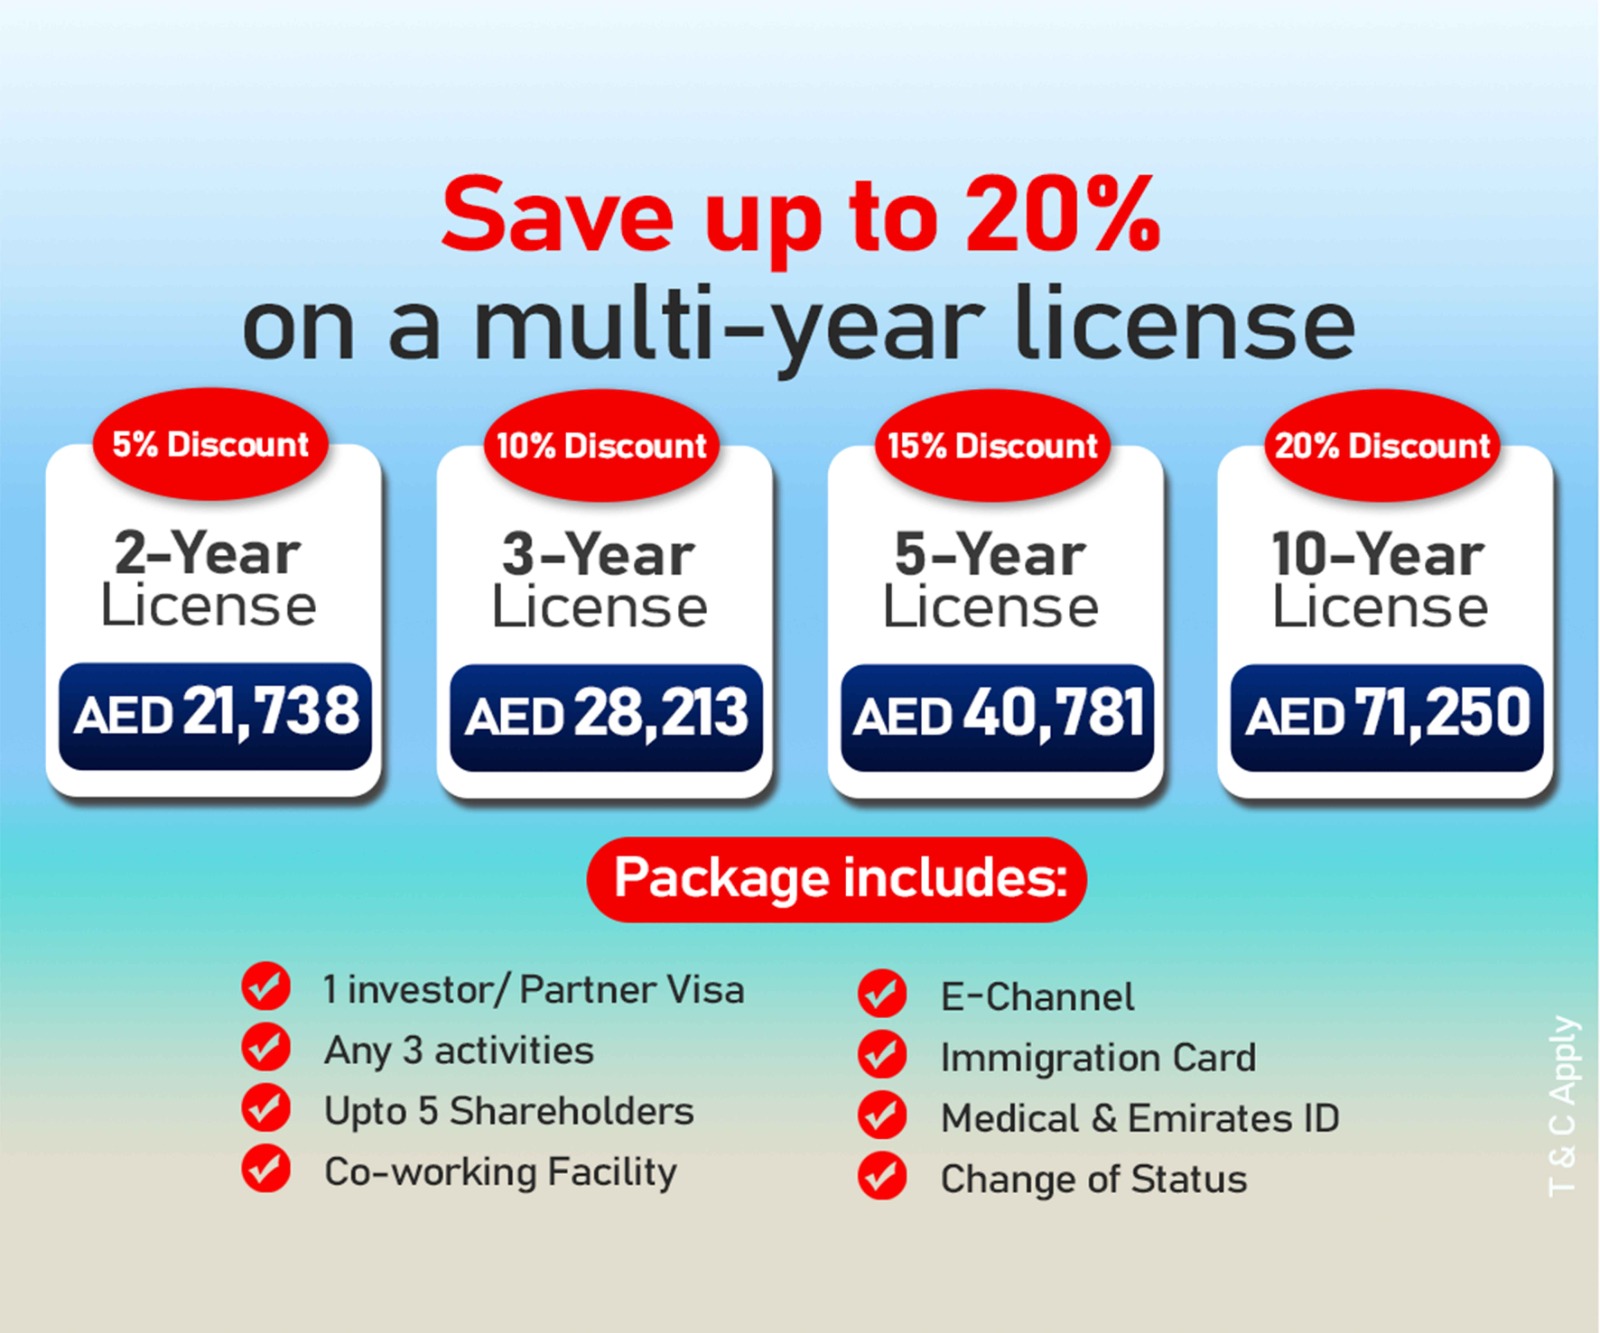 Save up to 20%
on a multi-year license
5% Discount
2-Year
License
AED 21,738
10% Discount
3-Year
License
AED 28,213
15% Discount
5-Year
License
AED 40,781
20% Discount
10-Year
License
AED 71,250
Package includes:
1 investor/ Partner Visa
Any 3 activities
Upto 5 Shareholders
Co-working Facility
E-Channel
Immigration Card
Medical & Emirates ID
Change of Status
T & C Apply